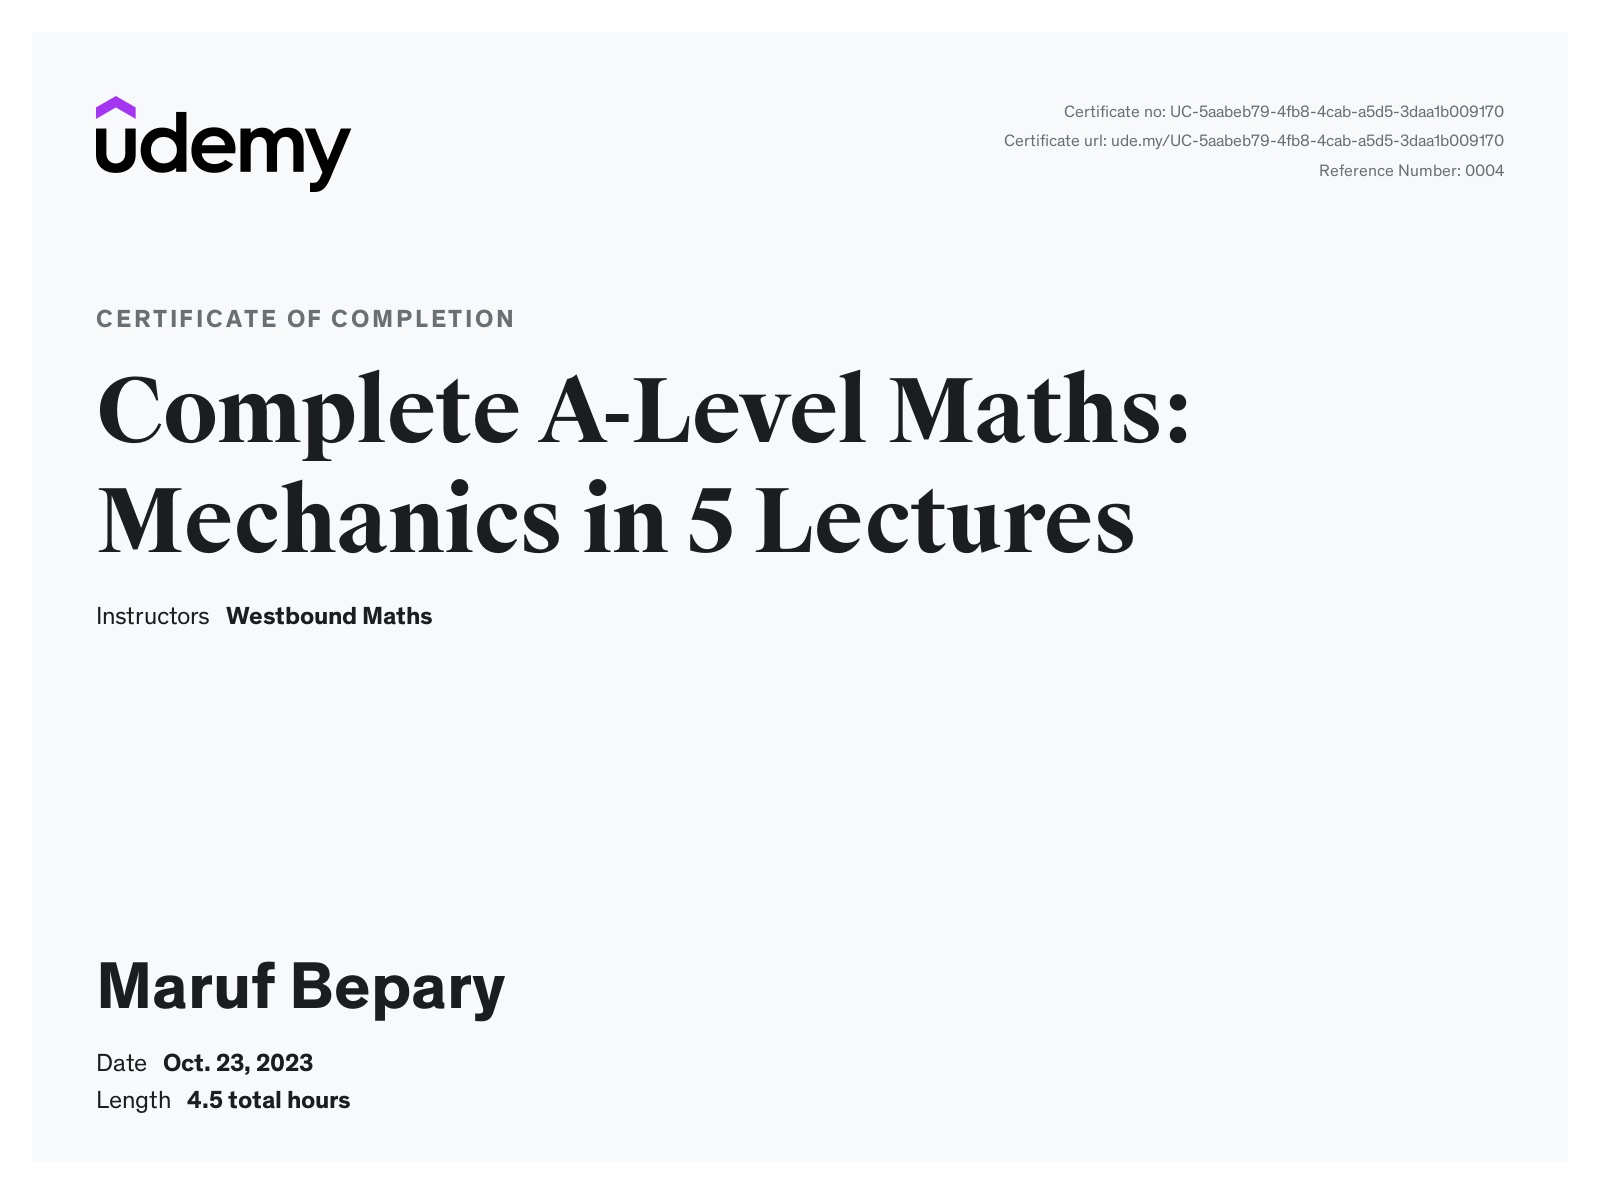 udemy
Certificate no: UC-5aabeb79-4fb8-4cab-a5d5-3daa1b009170
Certificate url: ude.my/UC-5aabeb79-4fb8-4cab-a5d5-3daa1b009170
Reference Number: 0004
CERTIFICATE OF COMPLETION
Complete A-Level Maths:
Mechanics in 5 Lectures
Instructors Westbound Maths
Maruf Bepary
Date Oct. 23, 2023
Length 4.5 total hours